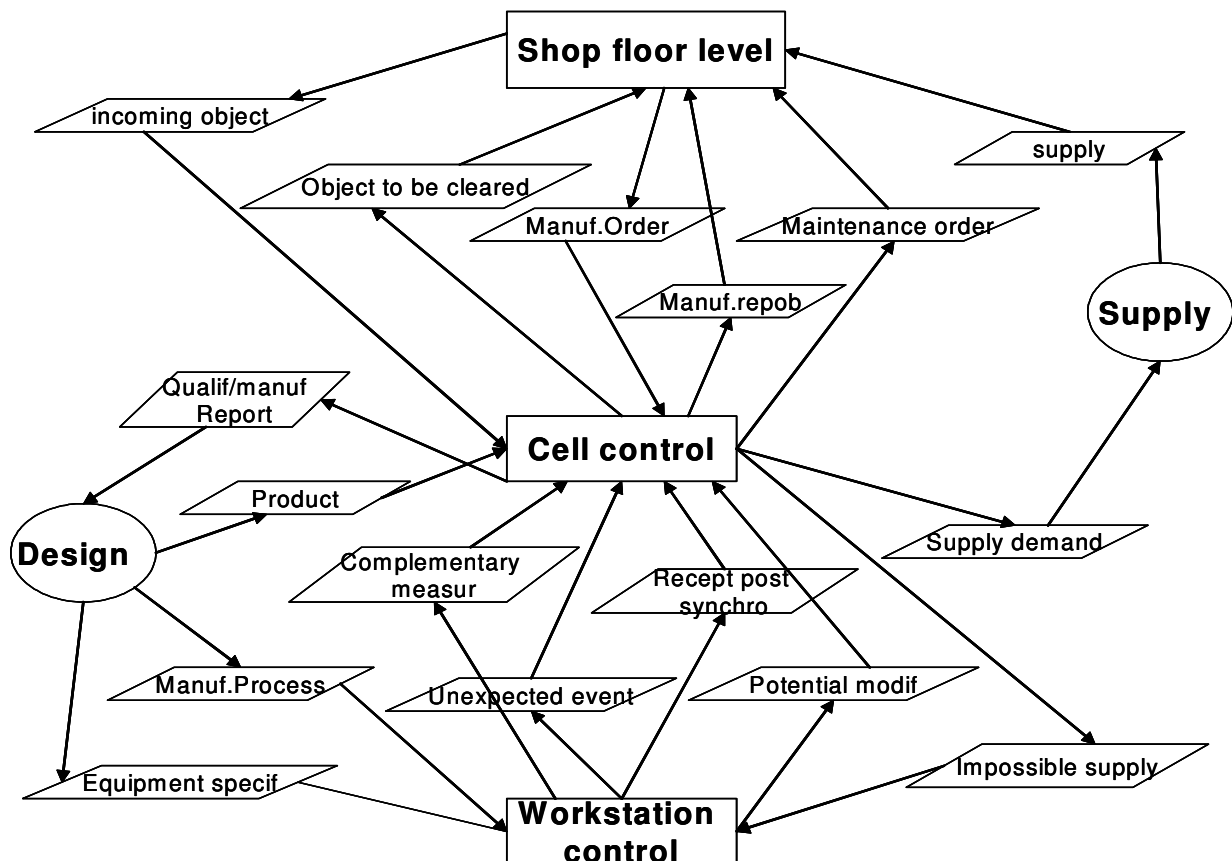 Shop floor level
incoming object
supply
Object to be cleared
Manuf.Order
Maintenance order
Manuf.repob
Supply
Qualif/manuf
Report
Cell control
Product
Design
Supply demand
Complementary
measur
Recept post
synchro
Manuf.Process
Unexpected event
Potential modif
Impossible supply
Equipment specif
Workstation
control